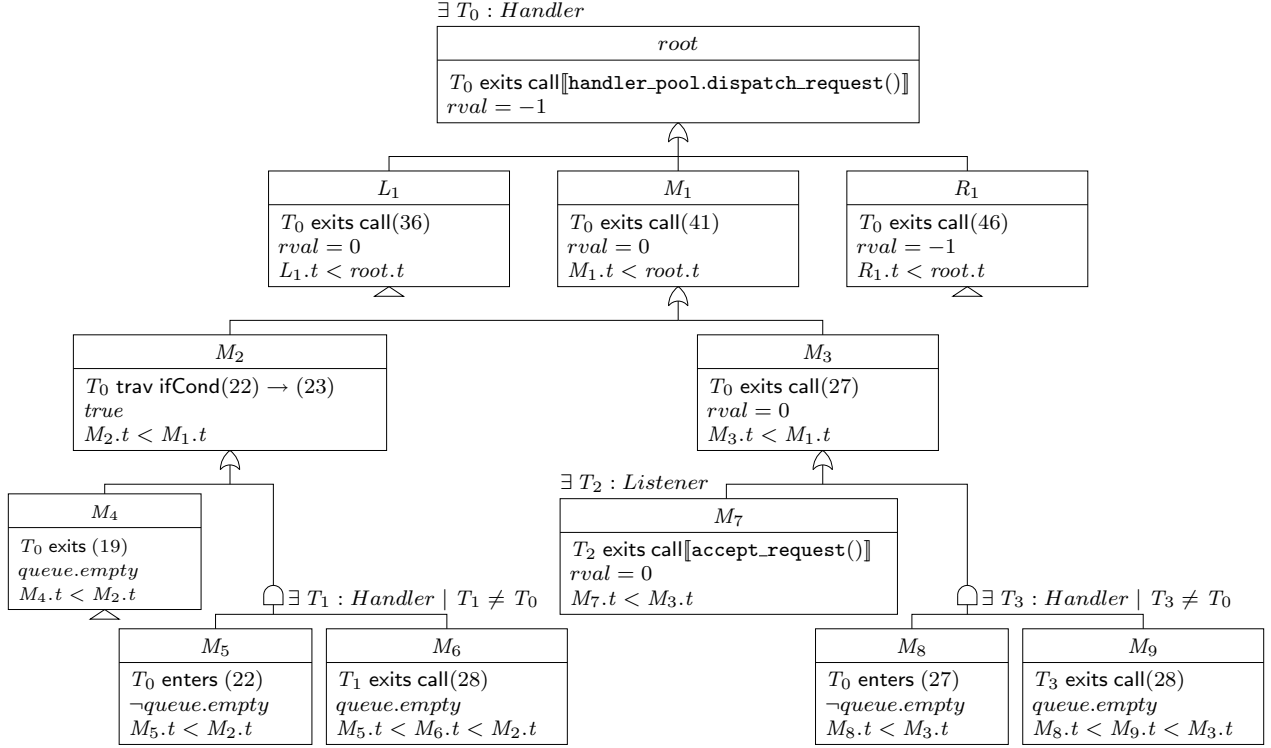 ∃ T₀ : Handler
root
T₀ exits call⟦handler_pool.dispatch_request()⟧
rval = −1
L₁
T₀ exits call(36)
rval = 0
L₁.t < root.t
M₁
T₀ exits call(41)
rval = 0
M₁.t < root.t
R₁
T₀ exits call(46)
rval = −1
R₁.t < root.t
M₂
T₀ trav ifCond(22) → (23)
true
M₂.t < M₁.t
M₃
T₀ exits call(27)
rval = 0
M₃.t < M₁.t
M₄
T₀ exits (19)
queue.empty
M₄.t < M₂.t
∃ T₁ : Handler | T₁ ≠ T₀
M₅
T₀ enters (22)
¬queue.empty
M₅.t < M₂.t
M₆
T₁ exits call(28)
queue.empty
M₅.t < M₆.t < M₂.t
∃ T₂ : Listener
M₇
T₂ exits call⟦accept_request()⟧
rval = 0
M₇.t < M₃.t
∃ T₃ : Handler | T₃ ≠ T₀
M₈
T₀ enters (27)
¬queue.empty
M₈.t < M₃.t
M₉
T₃ exits call(28)
queue.empty
M₈.t < M₉.t < M₃.t